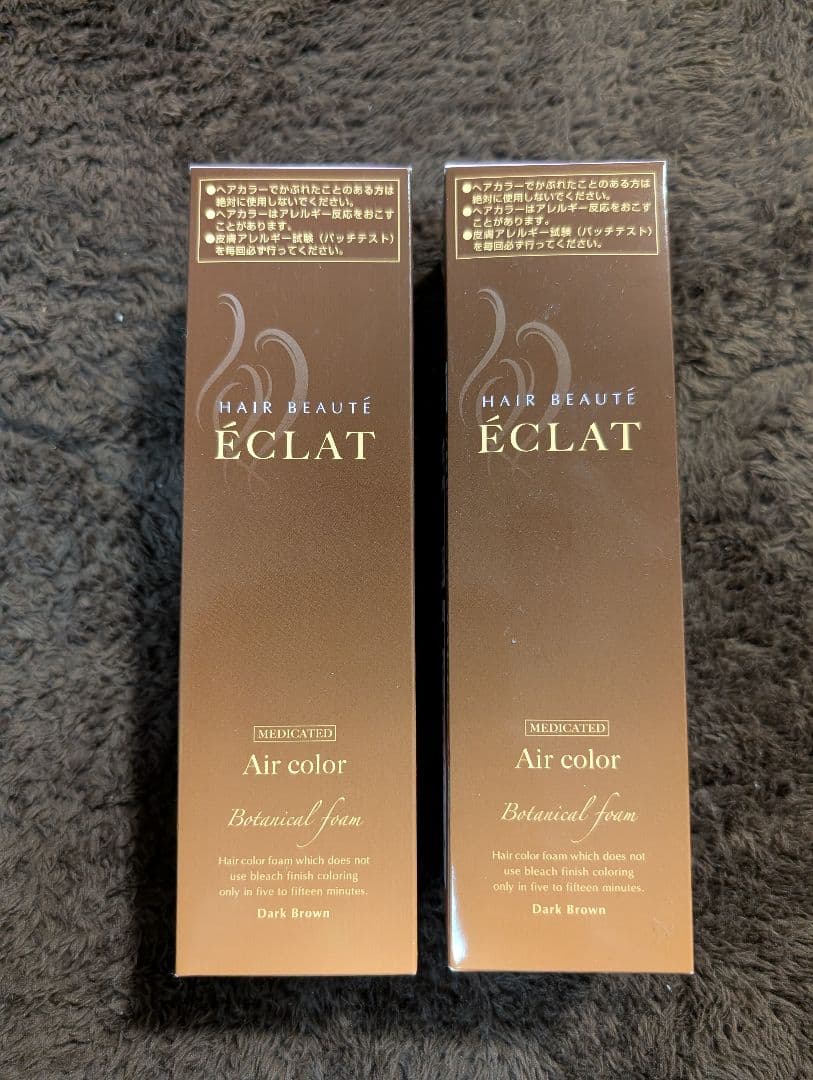 ●ヘアカラーでかぶれたことのある方は
絶対に使用しないでください。
●ヘアカラーはアレルギー反応をおこす
ことがあります。
●皮膚アレルギー試験(パッチテスト)
を毎回必ず行ってください。
HAIR BEAUTÉ
ÉCLAT
MEDICATED
Air color
Botanical foam
Hair color foam which does not
use bleach finish coloring
only in five to fifteen minutes.
Dark Brown
●ヘアカラーでかぶれたことのある方は
絶対に使用しないでください。
●ヘアカラーはアレルギー反応をおこす
ことがあります。
●皮膚アレルギー試験(パッチテスト)
を毎回必ず行ってください。
HAIR BEAUTÉ
ÉCLAT
MEDICATED
Air color
Botanical foam
Hair color foam which does not
use bleach finish coloring
only in five to fifteen minutes.
Dark Brown